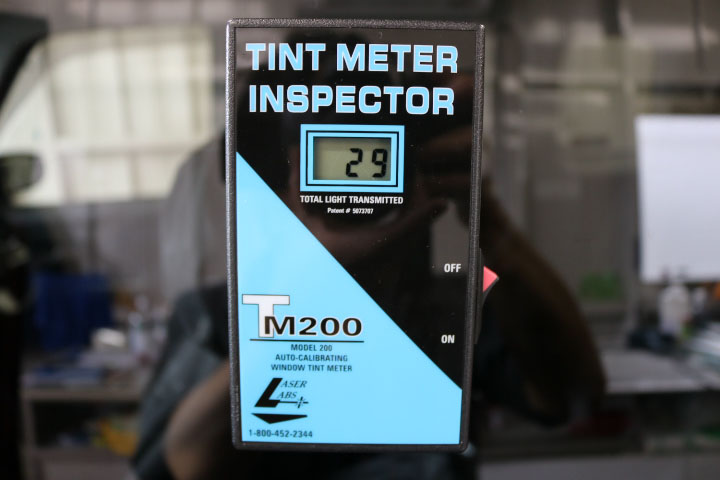 TINT METER
INSPECTOR
29
TOTAL LIGHT TRANSMITTED
Patent # 5073707
OFF
ON
TM200
MODEL 200
AUTO-CALIBRATING
WINDOW TINT METER
LASER
LABS
1-800-452-2344